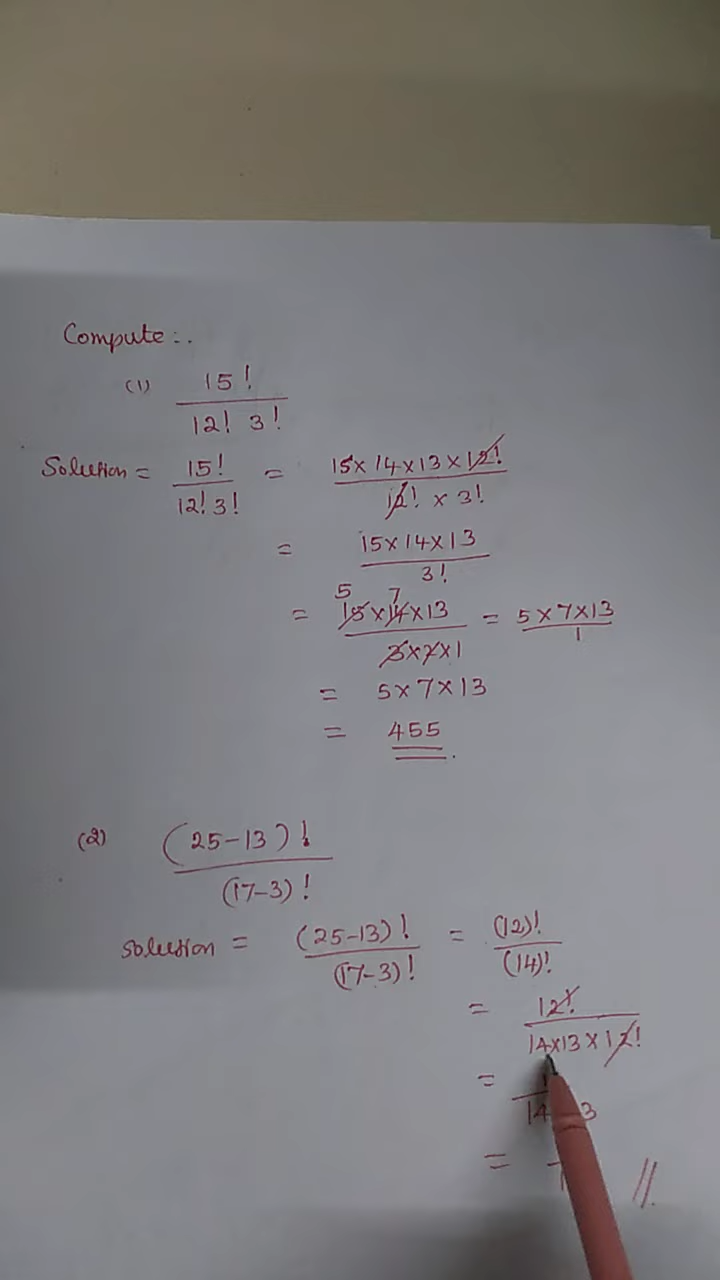 Compute :.
(1) 15! / 12! 3!
Solution = 15! / 12! 3! = 15 × 14 × 13 × 12! / 12! × 3!
= 15×14×13 / 3!
= 5 7 15×14×13 / 3×2×1 = 5×7×13 / 1
= 5×7×13
= 455.
(2) (25-13)! / (17-3)!
Solution = (25-13)! / (17-3)! = (12)! / (14)!
= 12! / 14×13×12!
= / 14 3
= //